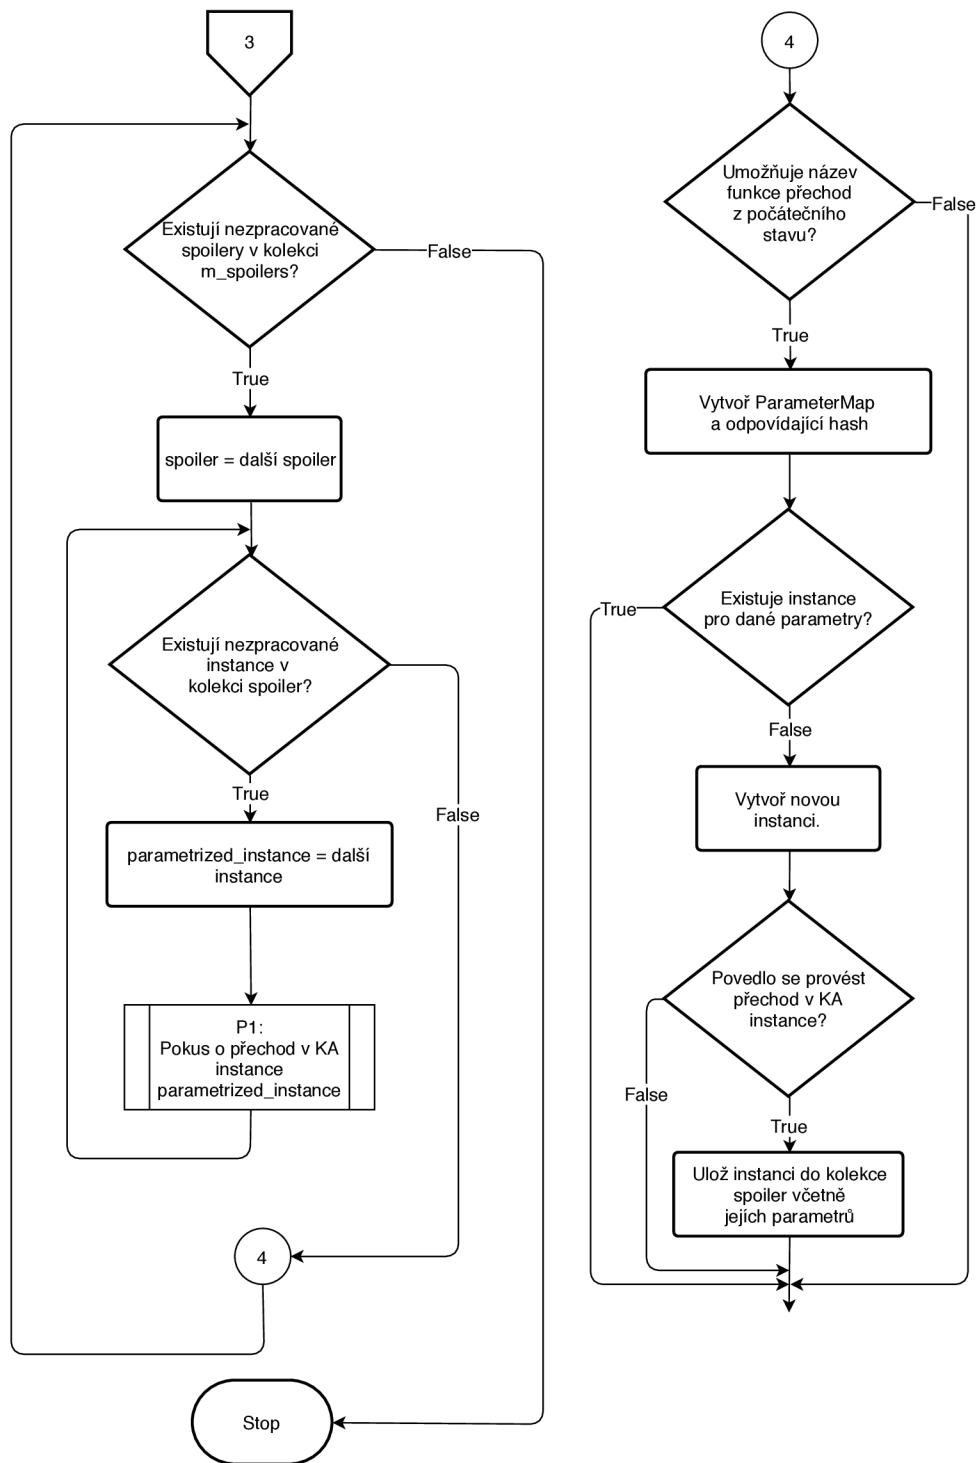 3
Existují nezpracované
spoilery v kolekci
m_spoilers?
False
True
spoiler = další spoiler
Existují nezpracované
instance v
kolekci spoiler?
True
False
parametrized_instance = další
instance
P1:
Pokus o přechod v KA
instance
parametrized_instance
4
Stop
4
Umožňuje název
funkce přechod
z počátečního
stavu?
False
True
Vytvoř ParameterMap
a odpovídající hash
Existuje instance
pro dané parametry?
True
False
Vytvoř novou
instanci.
Povedlo se provést
přechod v KA
instance?
False
True
Ulož instanci do kolekce
spoiler včetně
jejích parametrů